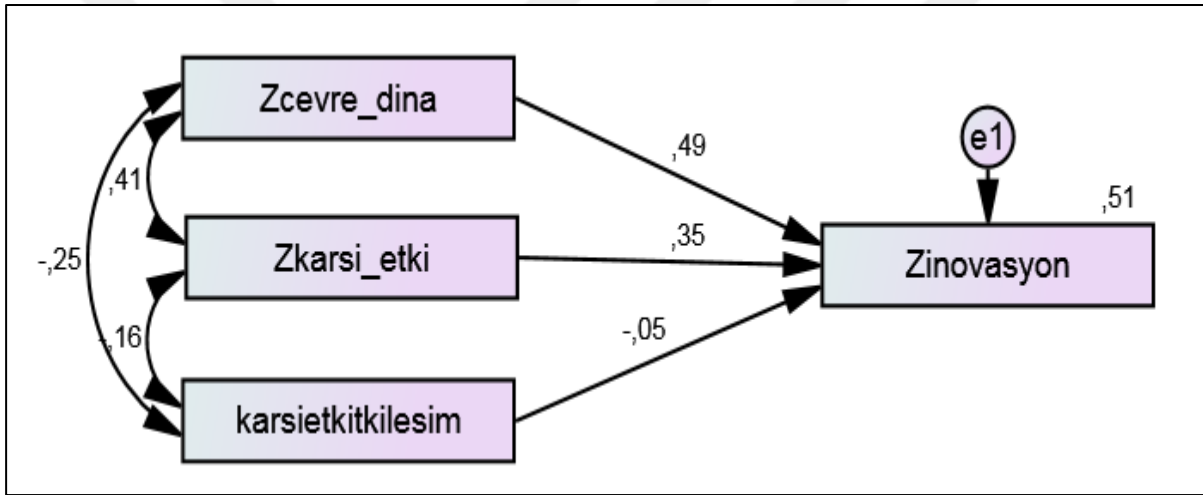 Zcevre_dina
e1
,49
,41
,51
Zkarsi_etki
,35
Zinovasyon
-,25
-,16
-,05
karsietkitkilesim